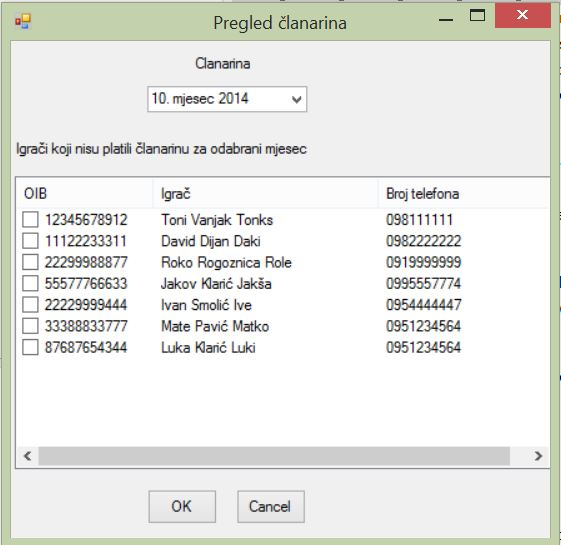 Pregled članarina
Clanarina
10. mjesec 2014
Igrači koji nisu platili članarinu za odabrani mjesec
OIB Igrač Broj telefona
12345678912 Toni Vanjak Tonks 098111111
11122233311 David Dijan Daki 0982222222
22299988877 Roko Rogoznica Role 0919999999
55577766633 Jakov Klarić Jakša 0995557774
22229999444 Ivan Smolić Ive 0954444447
33388833777 Mate Pavić Matko 0951234564
87687654344 Luka Klarić Luki 0951234564
OK Cancel